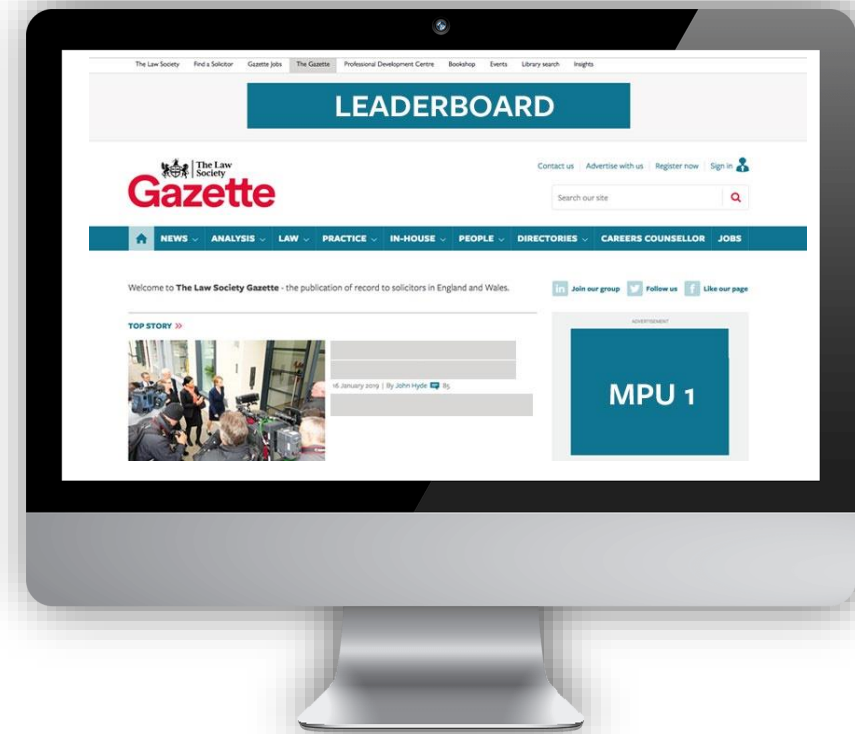 The Law Society Find a Solicitor Gazette Jobs The Gazette Professional Development Centre Bookshop Events Library search Insights
LEADERBOARD
The Law
Society
Gazette
Contact us Advertise with us Register now Sign in
Search our site
NEWS ANALYSIS LAW PRACTICE IN-HOUSE PEOPLE DIRECTORIES CAREERS COUNSELLOR JOBS
Welcome to The Law Society Gazette - the publication of record to solicitors in England and Wales.
in Join our group Follow us f Like our page
TOP STORY »
16 January 2019 | By John Hyde 85
ADVERTISEMENT
MPU 1